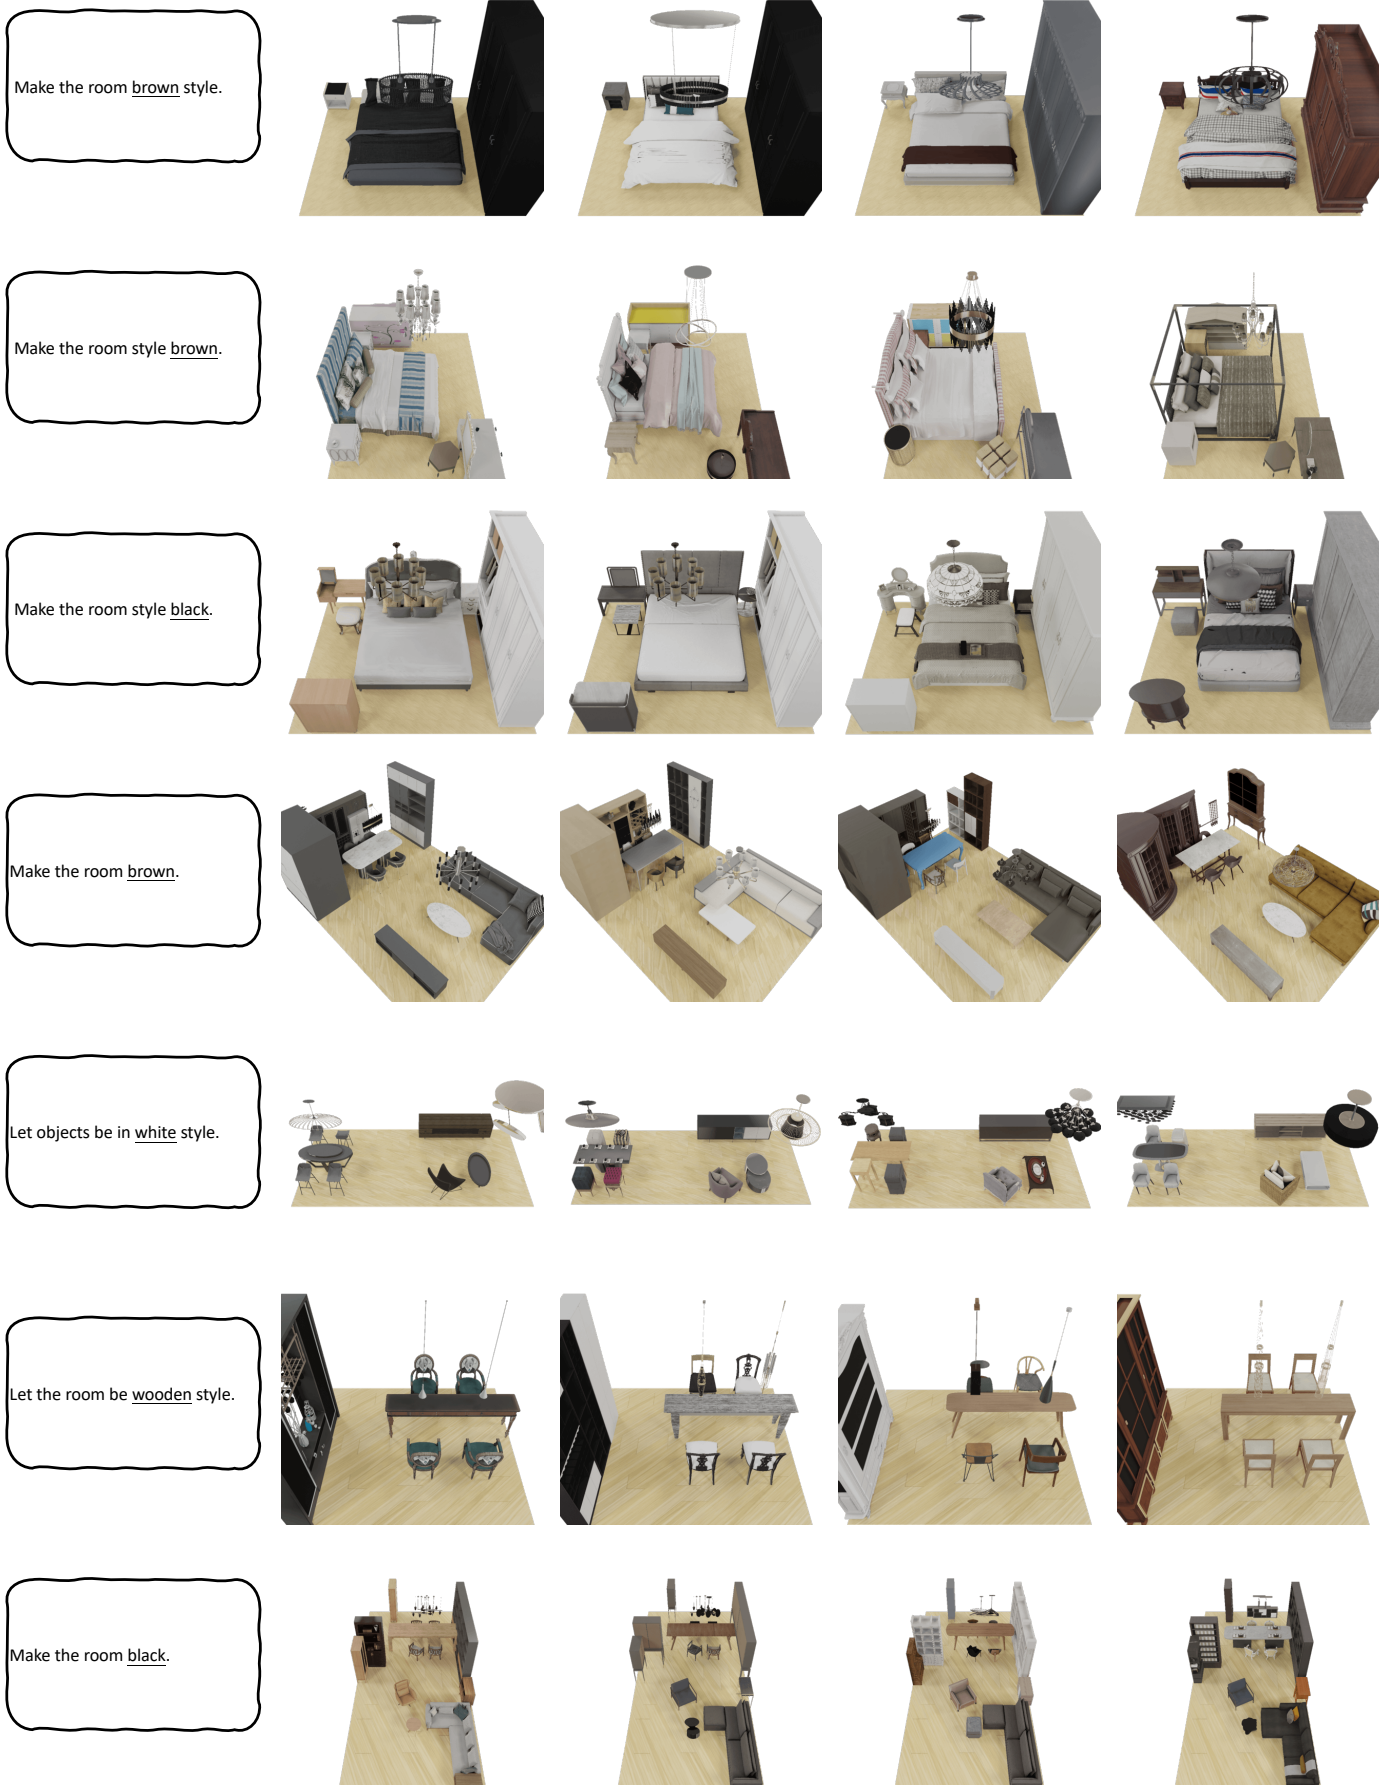 Make the room brown style.
Make the room style brown.
Make the room style black.
Make the room brown.
Let objects be in white style.
Let the room be wooden style.
Make the room black.